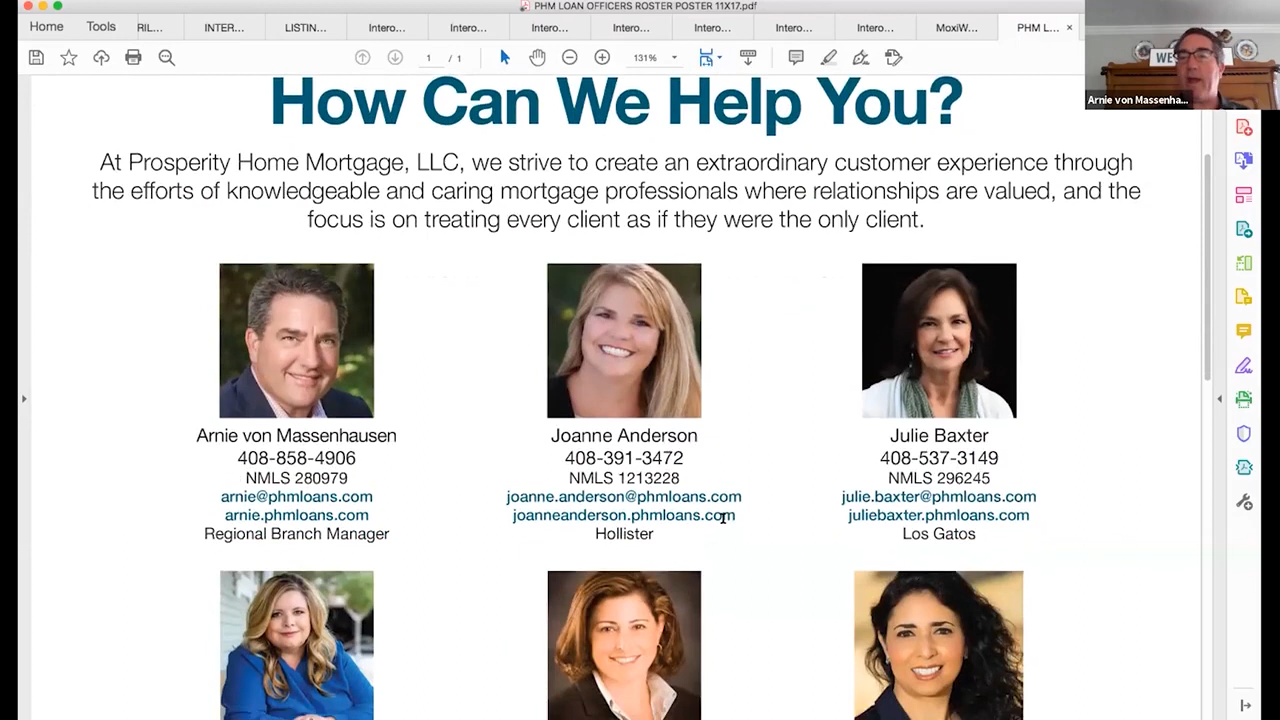 PHM LOAN OFFICERS ROSTER POSTER 11X17.pdf
Home Tools RIL... INTER... LISTIN... Intero... Intero... Intero... Intero... Intero... Intero... Intero... MoxiW... PHM L... ×
1 / 1 131%
WE
Arnie von Massenha...
How Can We Help You?
At Prosperity Home Mortgage, LLC, we strive to create an extraordinary customer experience through
the efforts of knowledgeable and caring mortgage professionals where relationships are valued, and the
focus is on treating every client as if they were the only client.
Arnie von Massenhausen
408-858-4906
NMLS 280979
arnie@phmloans.com
arnie.phmloans.com
Regional Branch Manager
Joanne Anderson
408-391-3472
NMLS 1213228
joanne.anderson@phmloans.com
joanneanderson.phmloans.com
Hollister
Julie Baxter
408-537-3149
NMLS 296245
julie.baxter@phmloans.com
juliebaxter.phmloans.com
Los Gatos